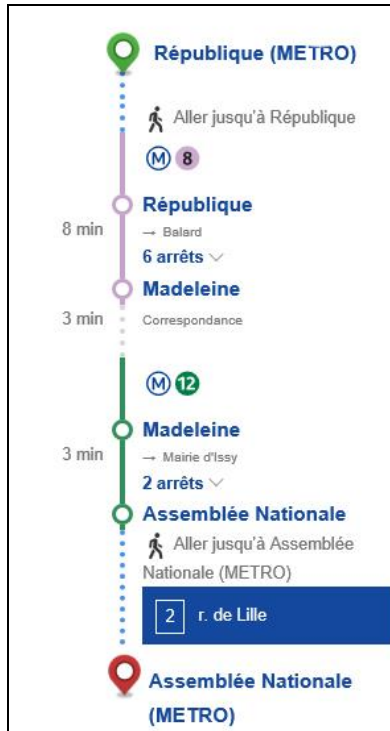 République (METRO)
Aller jusqu'à République
M 8
République
8 min
→ Balard
6 arrêts
Madeleine
3 min
Correspondance
M 12
Madeleine
3 min
→ Mairie d'Issy
2 arrêts
Assemblée Nationale
Aller jusqu'à Assemblée
Nationale (METRO)
2 r. de Lille
Assemblée Nationale
(METRO)